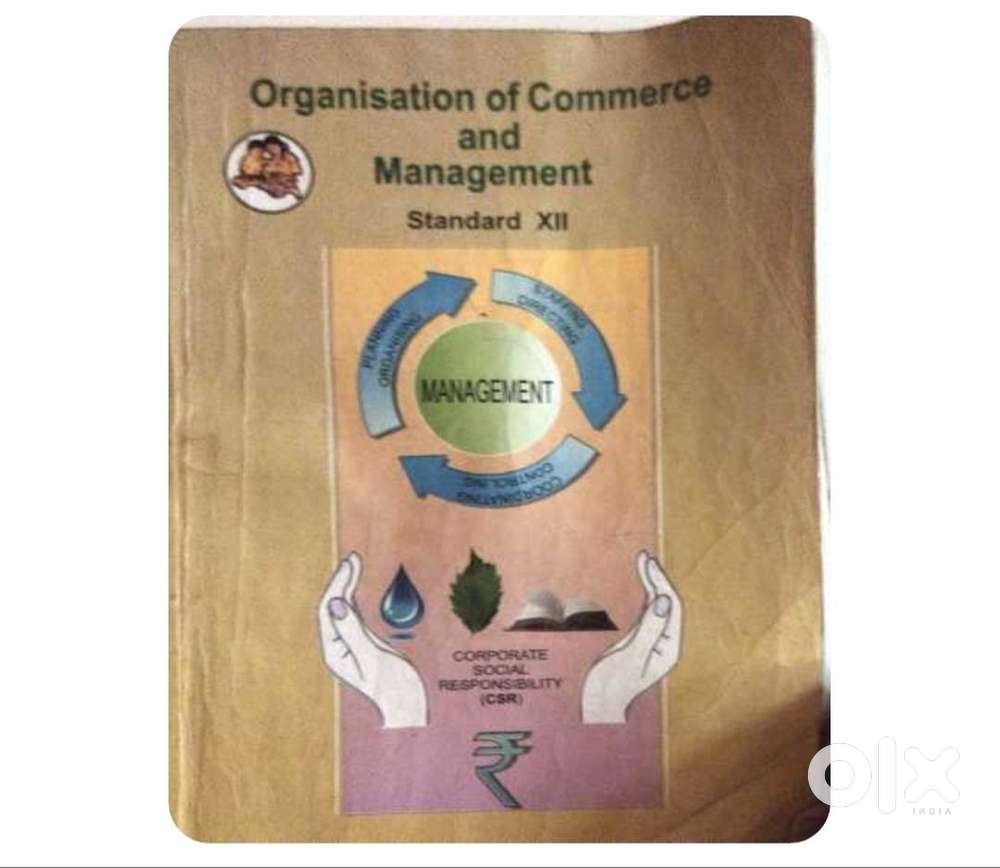 Organisation of Commerce
and
Management
Standard XII
PLANNING
ORGANISING
STAFFING
DIRECTING
MANAGEMENT
COORDINATING
CONTROLING
CORPORATE
SOCIAL
RESPONSIBILITY
(CSR)
₹
olx
INDIA